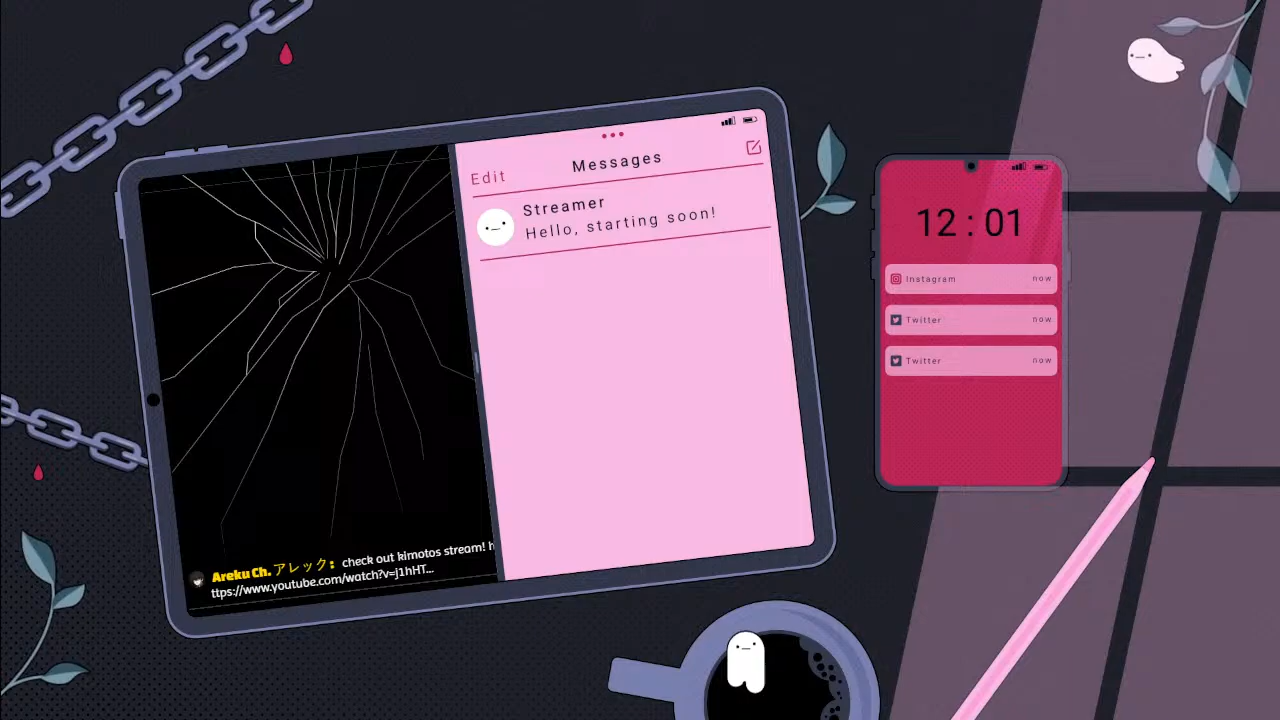 Edit
Messages
Streamer
Hello, starting soon!
Areku Ch. アレック: check out kimotos stream! h
ttps://www.youtube.com/watch?v=j1hHT...
12:01
Instagram now
Twitter now
Twitter now